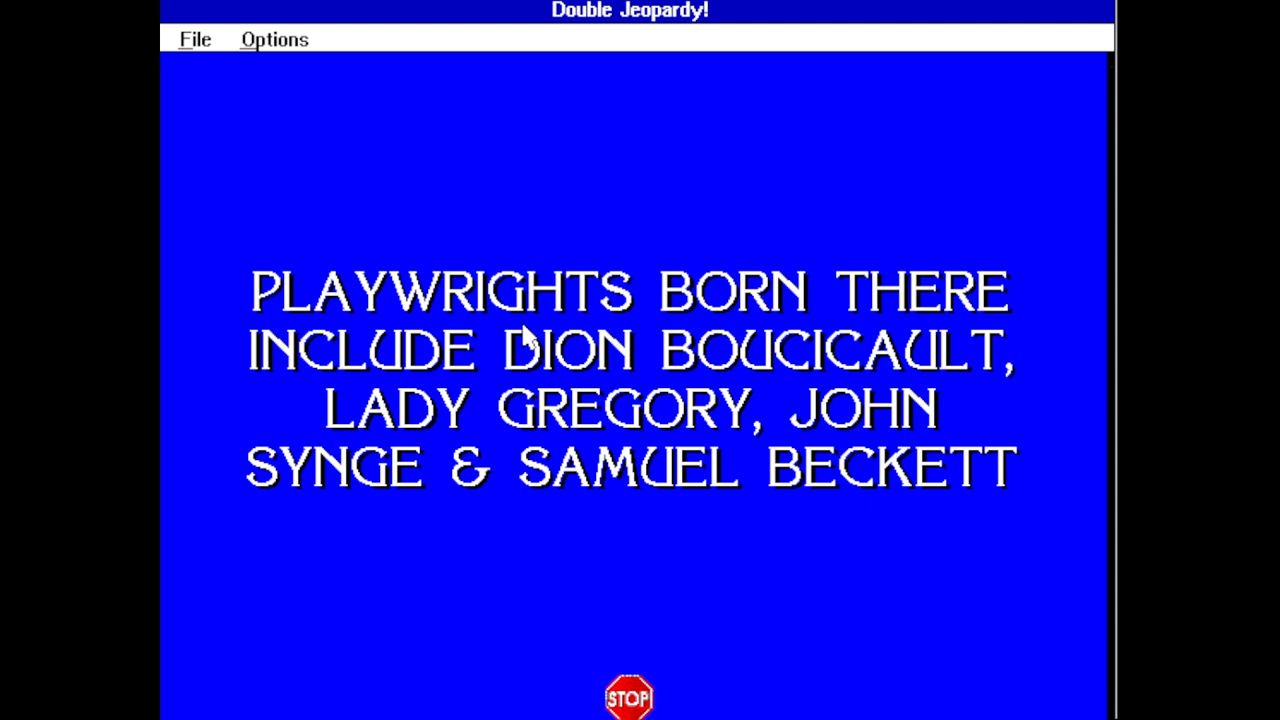 Double Jeopardy!
File Options
PLAYWRIGHTS BORN THERE
INCLUDE DION BOUCICAULT,
LADY GREGORY, JOHN
SYNGE & SAMUEL BECKETT
STOP